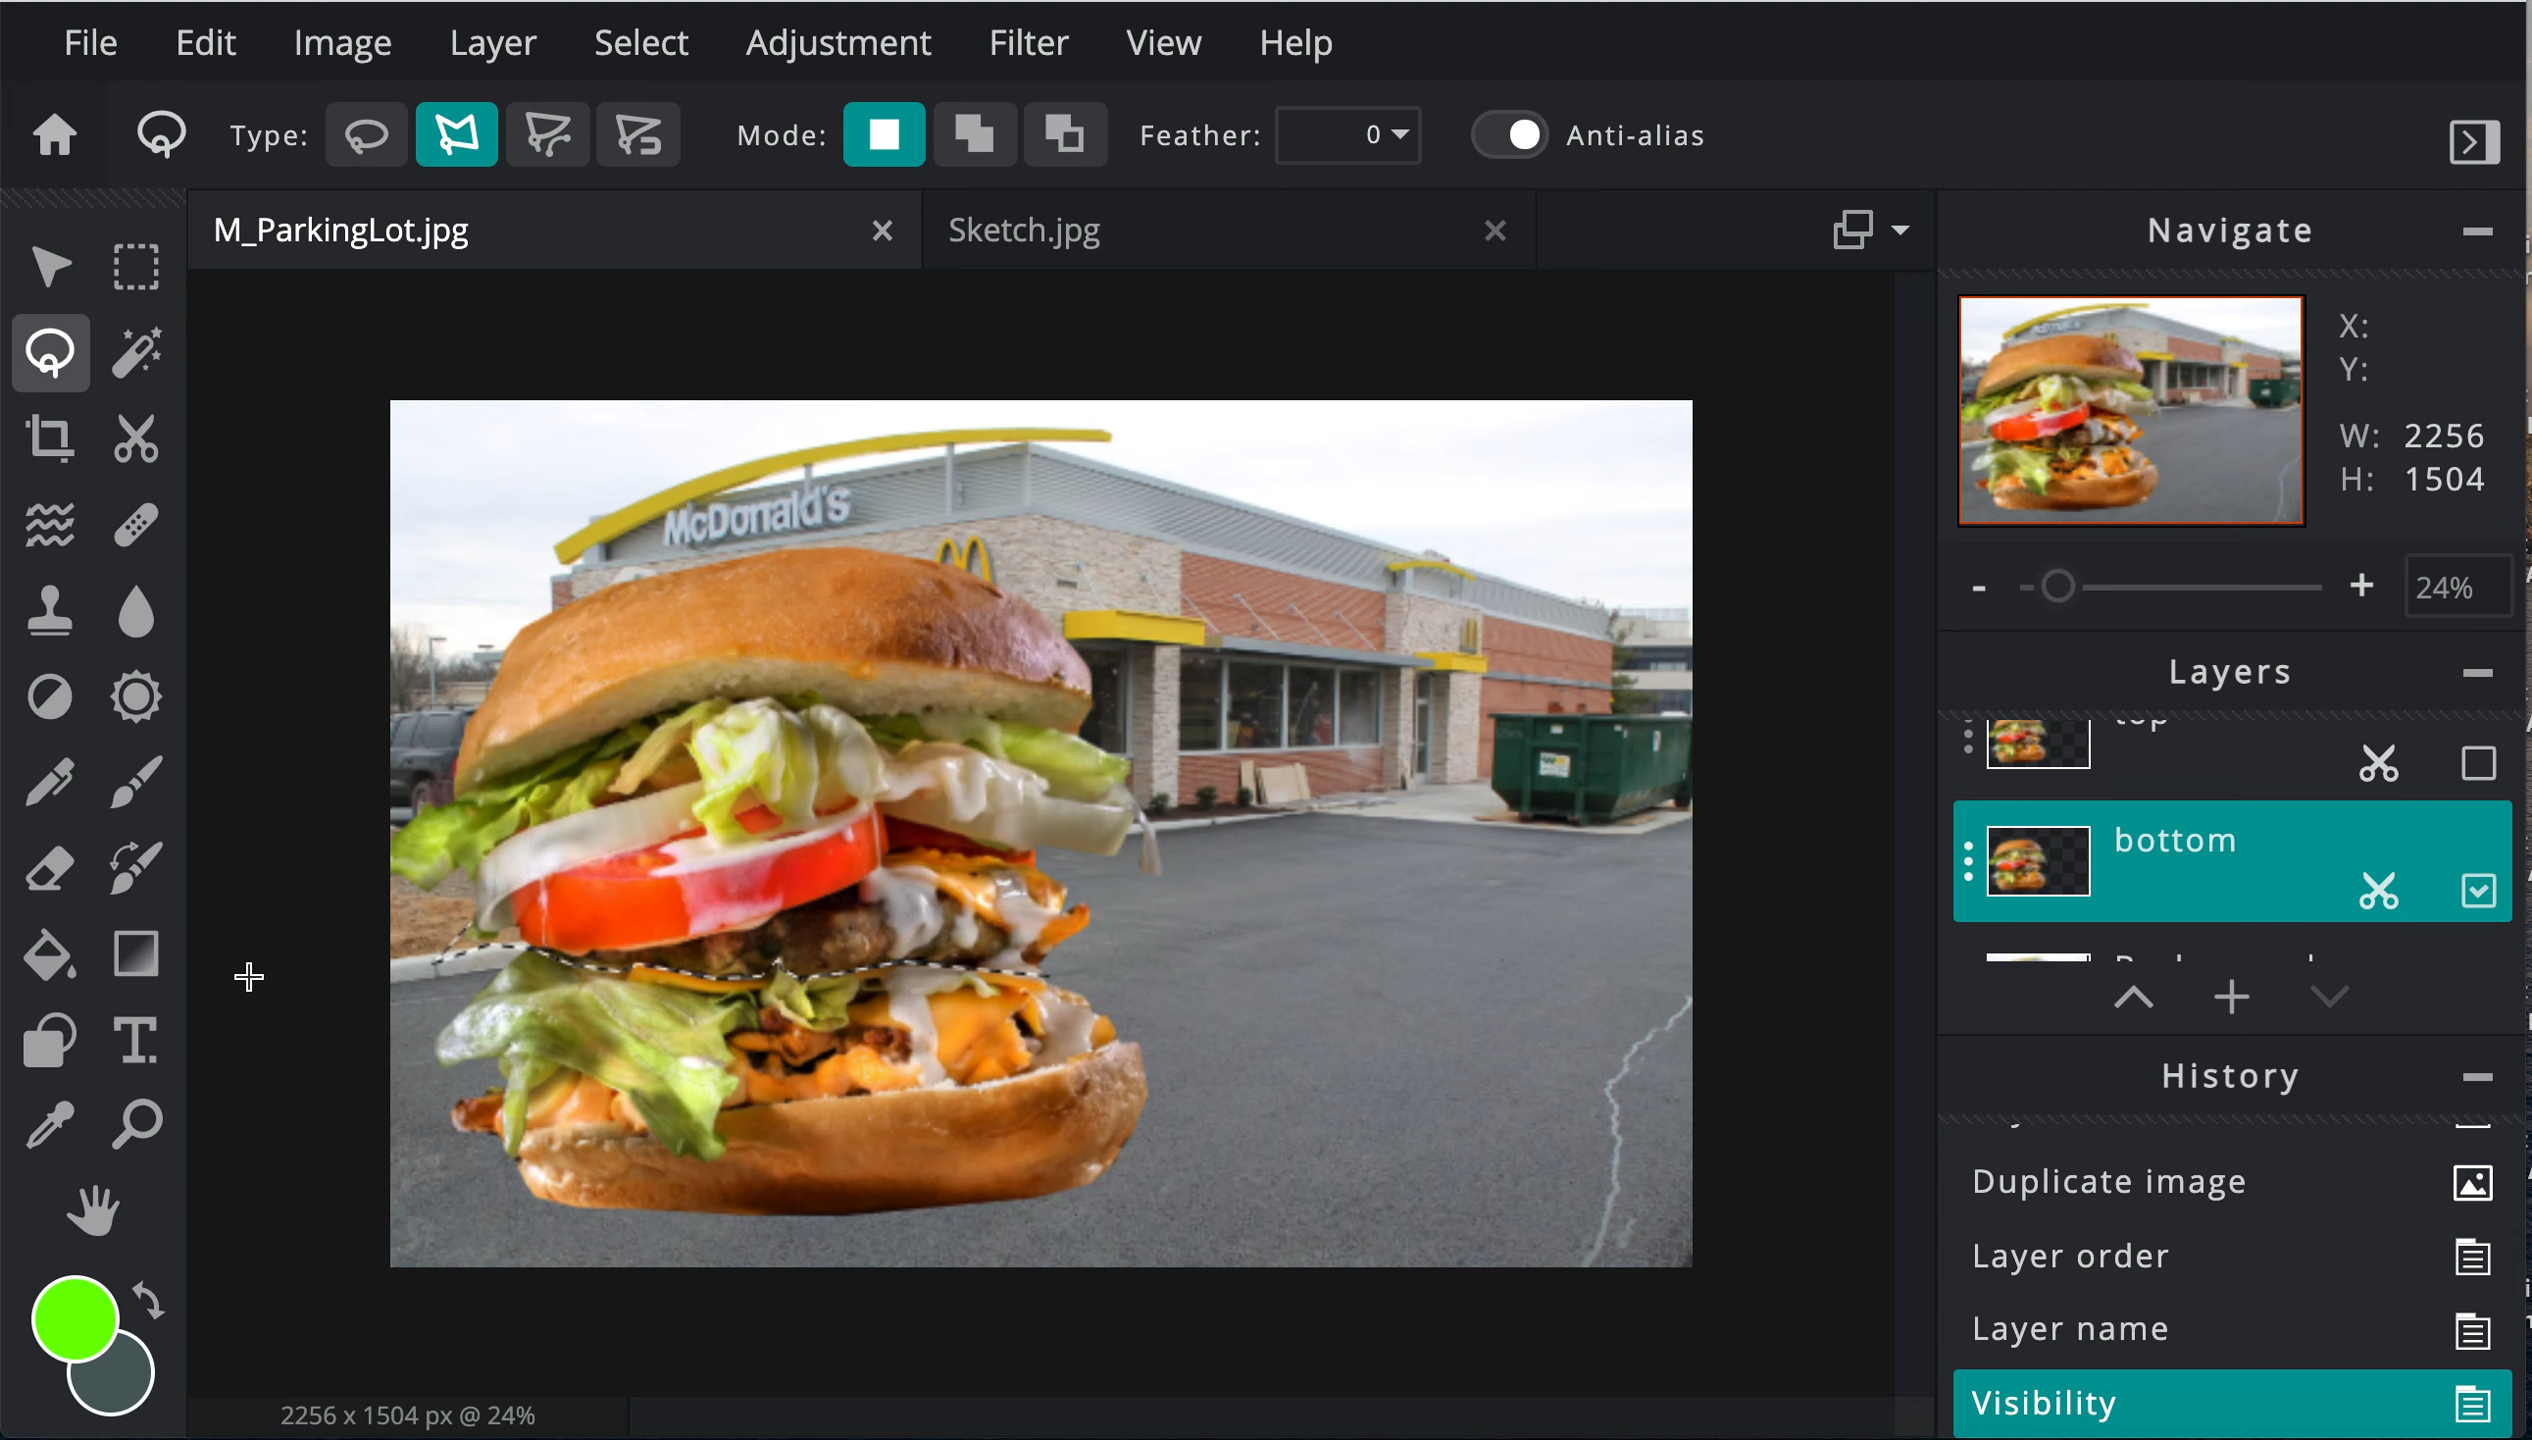 File Edit Image Layer Select Adjustment Filter View Help
Type: Mode: Feather: 0 Anti-alias
M_ParkingLot.jpg Sketch.jpg
Navigate
X:
Y:
W: 2256
H: 1504
- + 24%
Layers
top
bottom
History
Duplicate image
Layer order
Layer name
Visibility
McDonald's
2256 x 1504 px @ 24%